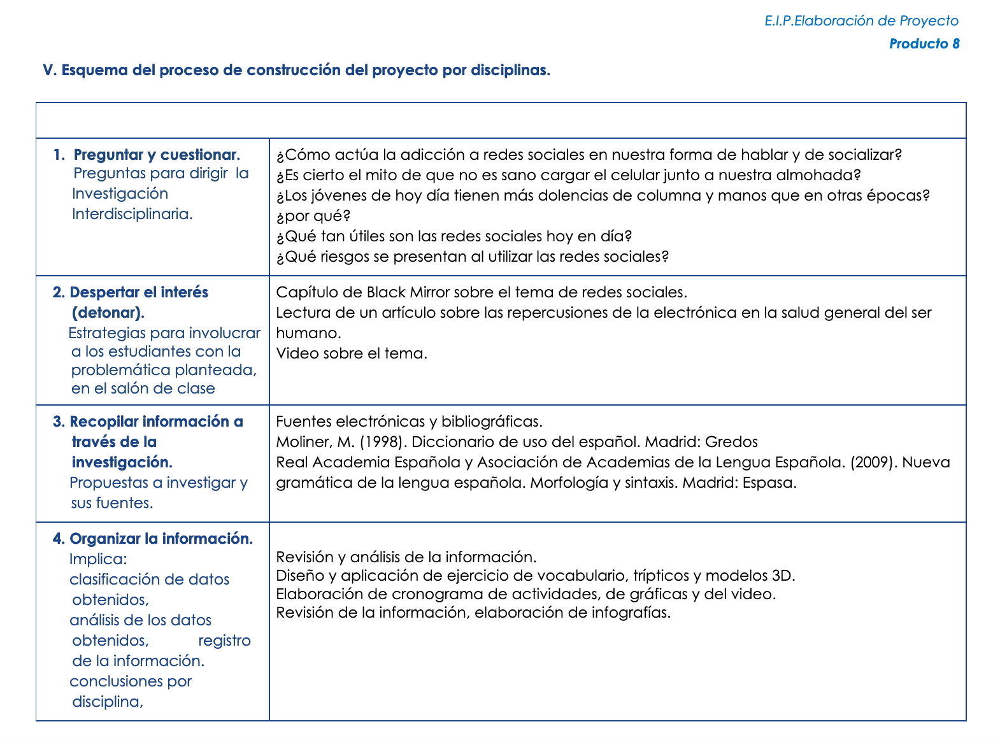 E.I.P.Elaboración de Proyecto
Producto 8
V. Esquema del proceso de construcción del proyecto por disciplinas.
1. Preguntar y cuestionar.
Preguntas para dirigir la
Investigación
Interdisciplinaria.
¿Cómo actúa la adicción a redes sociales en nuestra forma de hablar y de socializar?
¿Es cierto el mito de que no es sano cargar el celular junto a nuestra almohada?
¿Los jóvenes de hoy día tienen más dolencias de columna y manos que en otras épocas?
¿por qué?
¿Qué tan útiles son las redes sociales hoy en día?
¿Qué riesgos se presentan al utilizar las redes sociales?
2. Despertar el interés
(detonar).
Estrategias para involucrar
a los estudiantes con la
problemática planteada,
en el salón de clase
Capítulo de Black Mirror sobre el tema de redes sociales.
Lectura de un artículo sobre las repercusiones de la electrónica en la salud general del ser
humano.
Video sobre el tema.
3. Recopilar información a
través de la
investigación.
Propuestas a investigar y
sus fuentes.
Fuentes electrónicas y bibliográficas.
Moliner, M. (1998). Diccionario de uso del español. Madrid: Gredos
Real Academia Española y Asociación de Academias de la Lengua Española. (2009). Nueva
gramática de la lengua española. Morfología y sintaxis. Madrid: Espasa.
4. Organizar la información.
Implica:
clasificación de datos
obtenidos,
análisis de los datos
obtenidos, registro
de la información.
conclusiones por
disciplina,
Revisión y análisis de la información.
Diseño y aplicación de ejercicio de vocabulario, trípticos y modelos 3D.
Elaboración de cronograma de actividades, de gráficas y del video.
Revisión de la información, elaboración de infografías.